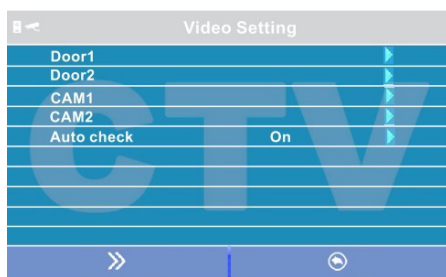 Video Setting
Door1
Door2
CAM1
CAM2
Auto check On
CTV